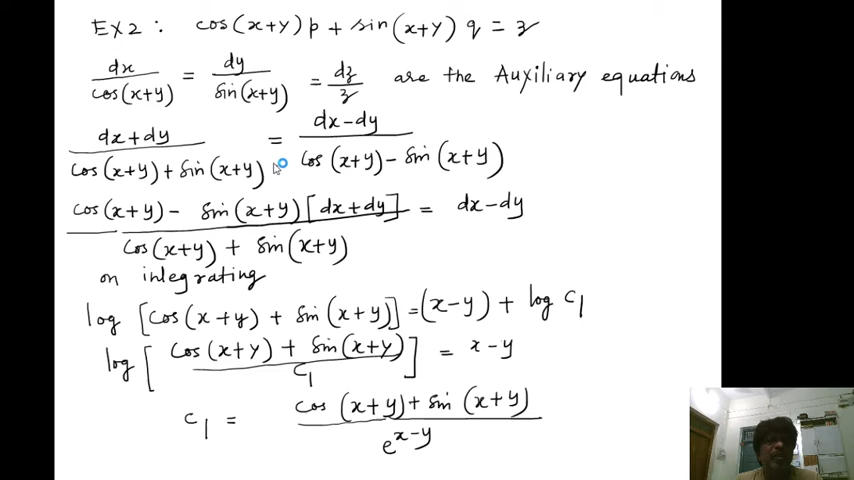 EX2: cos(x+y)p + sin(x+y) q = z
dx/cos(x+y) = dy/sin(x+y) = dz/z are the Auxiliary equations
dx+dy/cos(x+y)+sin(x+y) = dx-dy/cos(x+y)-sin(x+y)
cos(x+y) - sin(x+y)[dx+dy]/cos(x+y) + sin(x+y) = dx-dy
on integrating
log [cos(x+y) + sin(x+y)] = (x-y) + log c1
log [cos(x+y) + sin(x+y)/c1] = x-y
c1 = cos (x+y)+sin (x+y)/e^x-y